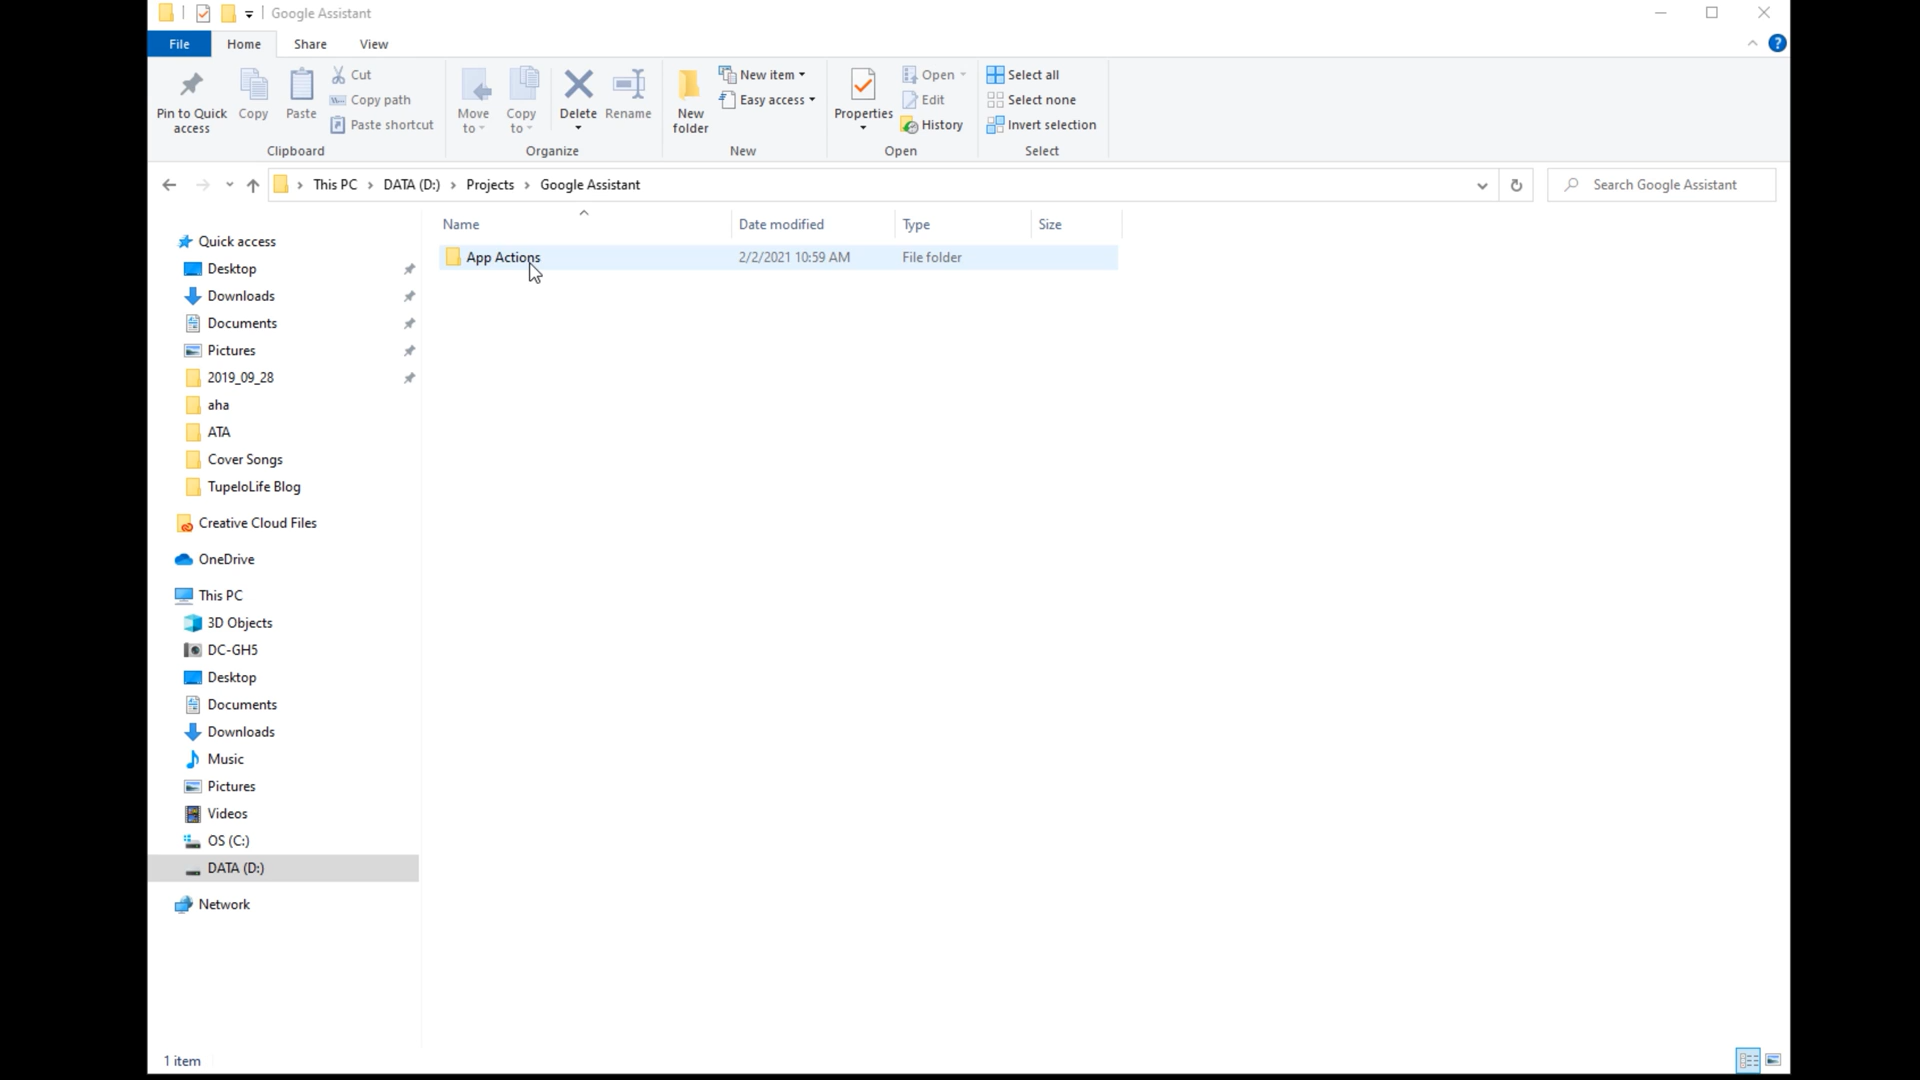 Google Assistant
File Home Share View
Pin to Quick access
Copy
Paste
Cut
Copy path
Paste shortcut
Clipboard
Move to
Copy to
Delete
Rename
Organize
New folder
New item
Easy access
New
Properties
Open
Edit
History
Open
Select all
Select none
Invert selection
Select
This PC › DATA (D:) › Projects › Google Assistant
Search Google Assistant
Name Date modified Type Size
App Actions 2/2/2021 10:59 AM File folder
Quick access
Desktop
Downloads
Documents
Pictures
2019_09_28
aha
ATA
Cover Songs
TupeloLife Blog
Creative Cloud Files
OneDrive
This PC
3D Objects
DC-GH5
Desktop
Documents
Downloads
Music
Pictures
Videos
OS (C:)
DATA (D:)
Network
1 item